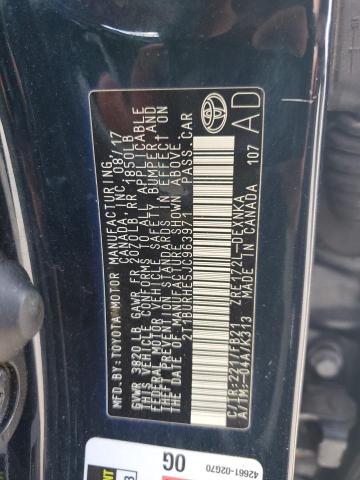 MFD.BY:TOYOTA MOTOR MANUFACTURING
CANADA, INC. 08/17
GVWR 3820 LB GAWR FR 2020LB RR 1850LB
THIS VEHICLE CONFORMS TO ALL APPLICABLE
FEDERAL MOTOR VEHICLE SAFETY, BUMPER, AND
THEFT PREVENTION STANDARDS IN EFFECT ON
THE DATE OF MANUFACTURE SHOWN ABOVE.
2T1BURHE5JC963971 PASS.CAR
C/TR:221/FB21 ZRE172L-DEXNKA
A/TM:-04A/K313 MADE IN CANADA 107
AD
42661-02G70
0G